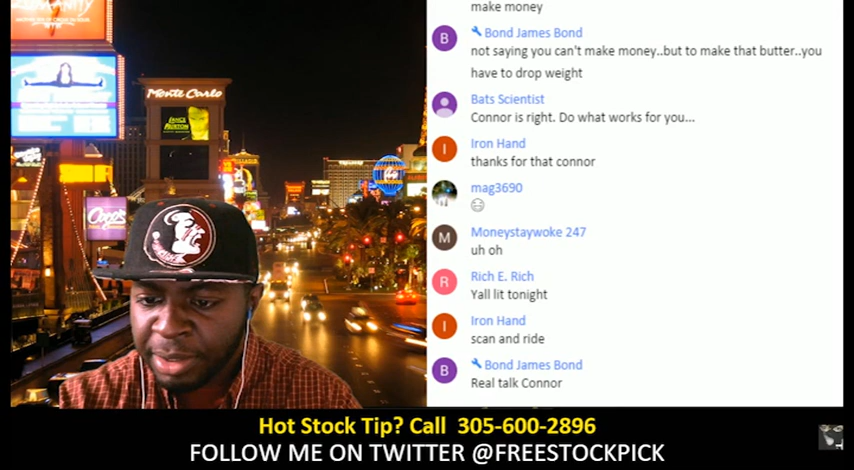 MONTE CARLO
LANCE
BURTON
Coco's
make money
B
Bond James Bond
not saying you can't make money..but to make that butter..you
have to drop weight
Bats Scientist
Connor is right. Do what works for you...
I
Iron Hand
thanks for that connor
mag3690
M
Moneystaywoke 247
uh oh
R
Rich E. Rich
Yall lit tonight
I
Iron Hand
scan and ride
B
Bond James Bond
Real talk Connor
Hot Stock Tip? Call 305-600-2896
FOLLOW ME ON TWITTER @FREESTOCKPICK